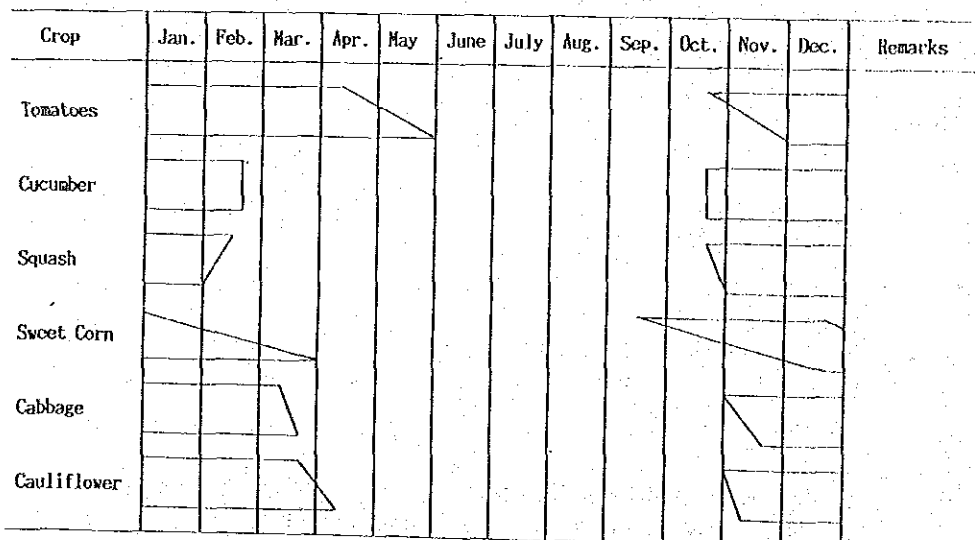 Crop Jan. Feb. Mar. Apr. May June July Aug. Sep. Oct. Nov. Dec. Remarks
Tomatoes
Cucumber
Squash
Sweet Corn
Cabbage
Cauliflower